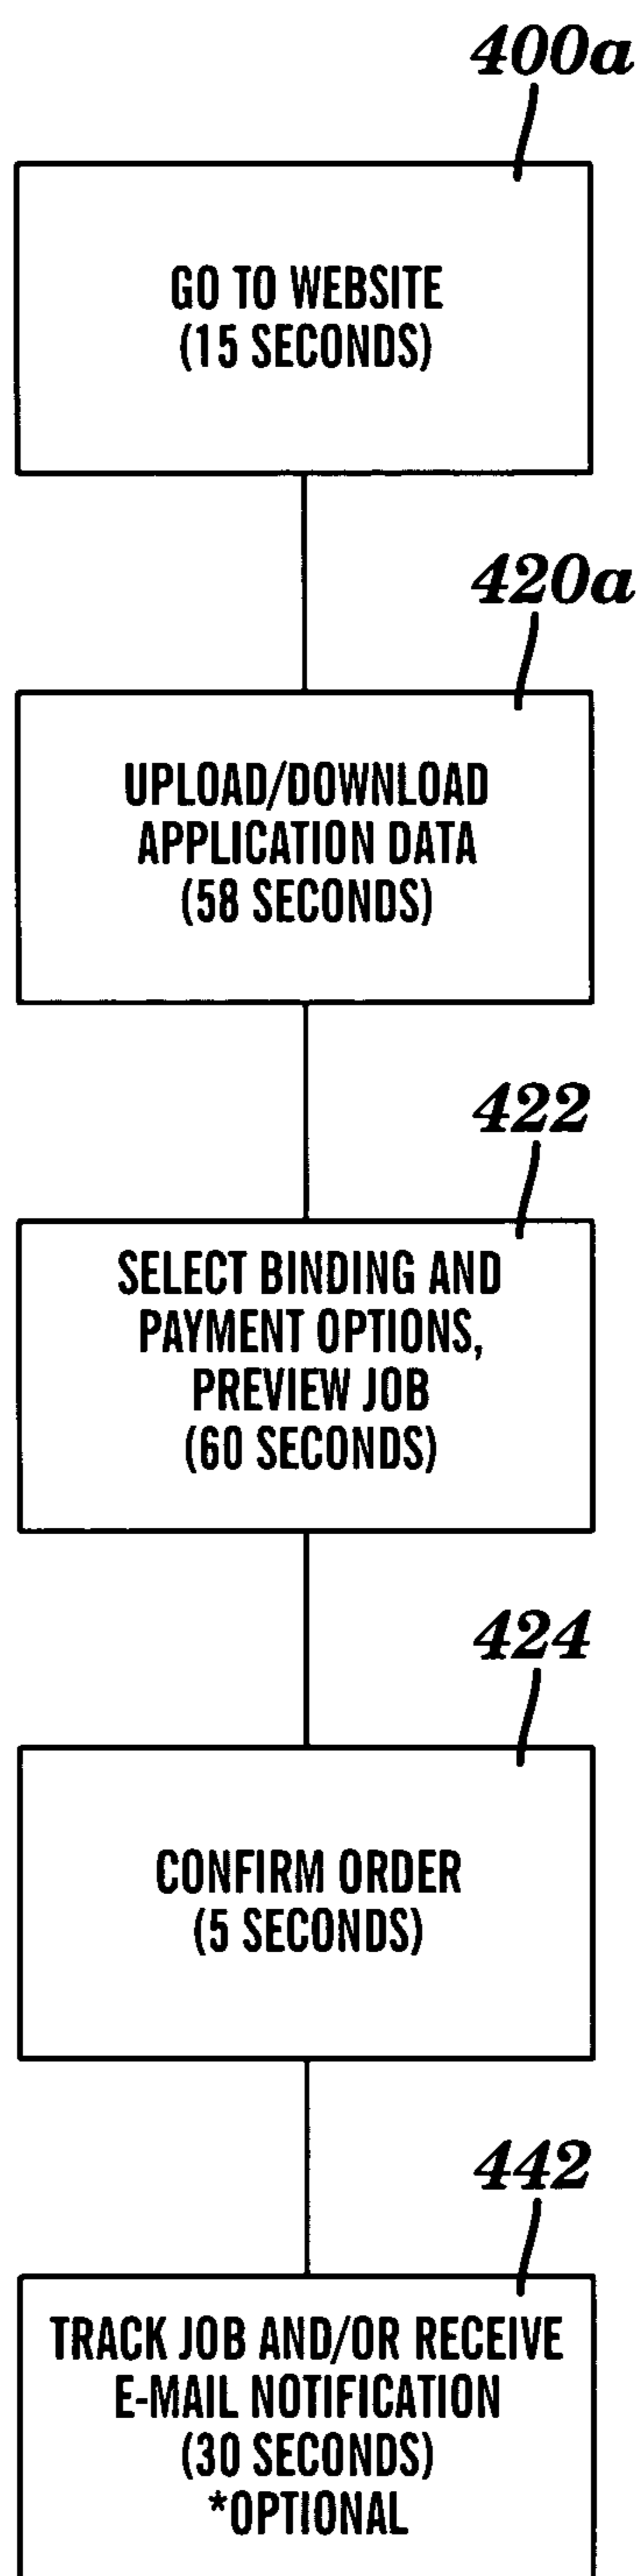 400a
GO TO WEBSITE
(15 SECONDS)
420a
UPLOAD/DOWNLOAD
APPLICATION DATA
(58 SECONDS)
422
SELECT BINDING AND
PAYMENT OPTIONS,
PREVIEW JOB
(60 SECONDS)
424
CONFIRM ORDER
(5 SECONDS)
442
TRACK JOB AND/OR RECEIVE
E-MAIL NOTIFICATION
(30 SECONDS)
*OPTIONAL